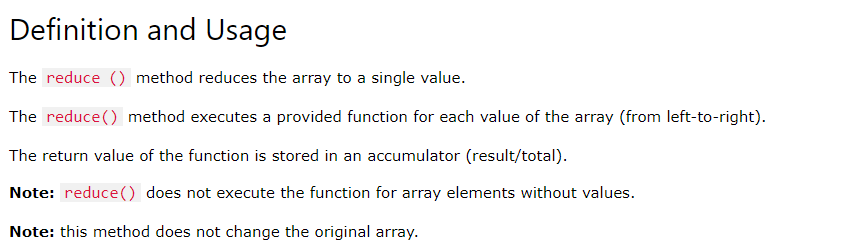 Definition and Usage
The reduce () method reduces the array to a single value.
The reduce() method executes a provided function for each value of the array (from left-to-right).
The return value of the function is stored in an accumulator (result/total).
Note: reduce() does not execute the function for array elements without values.
Note: this method does not change the original array.